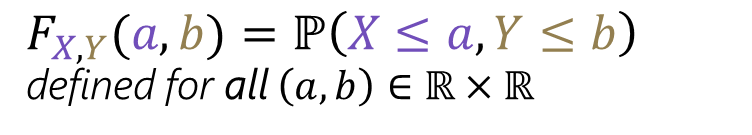 F_{X,Y}(a, b) = ℙ(X ≤ a, Y ≤ b)
defined for all (a, b) ∈ ℝ × ℝ